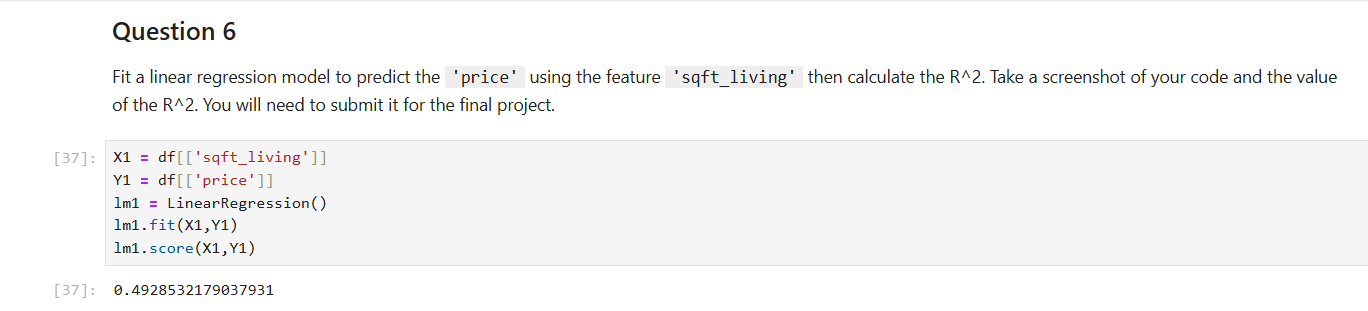 Question 6
Fit a linear regression model to predict the 'price' using the feature 'sqft_living' then calculate the R^2. Take a screenshot of your code and the value
of the R^2. You will need to submit it for the final project.
[37]: X1 = df[['sqft_living']]
Y1 = df[['price']]
lm1 = LinearRegression()
lm1.fit(X1,Y1)
lm1.score(X1,Y1)
[37]: 0.4928532179037931